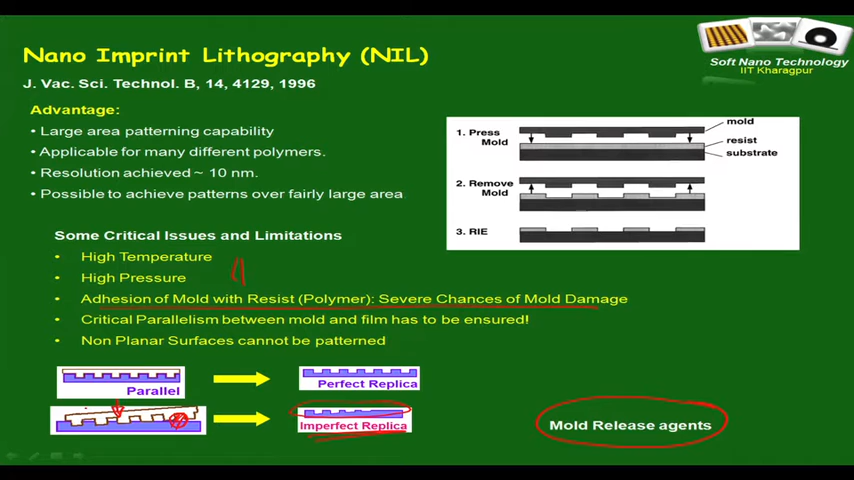 Nano Imprint Lithography (NIL)
Soft Nano Technology
IIT Kharagpur
J. Vac. Sci. Technol. B, 14, 4129, 1996
Advantage:
• Large area patterning capability
• Applicable for many different polymers.
• Resolution achieved ~ 10 nm.
• Possible to achieve patterns over fairly large area
1. Press
Mold
mold
resist
substrate
2. Remove
Mold
3. RIE
Some Critical Issues and Limitations
• High Temperature
• High Pressure
• Adhesion of Mold with Resist (Polymer): Severe Chances of Mold Damage
• Critical Parallelism between mold and film has to be ensured!
• Non Planar Surfaces cannot be patterned
Parallel
Perfect Replica
Imperfect Replica
Mold Release agents